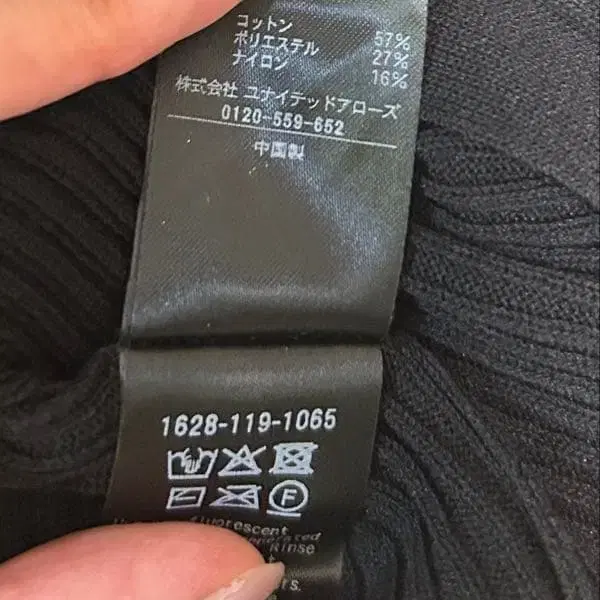 コットン 57%
ポリエステル 27%
ナイロン 16%
株式会社 ユナイテッドアローズ
0120-559-652
中国製
1628-119-1065
F
fluorescent
Rinse